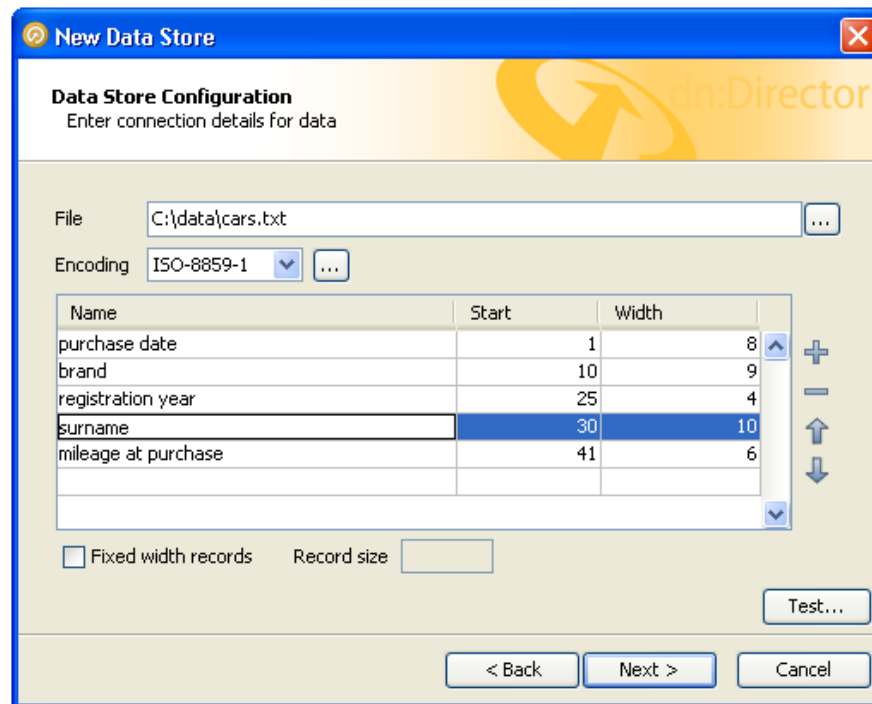 New Data Store
dn:Director
Data Store Configuration
Enter connection details for data
File C:\data\cars.txt ...
Encoding ISO-8859-1 ...
Name Start Width
purchase date 1 8
brand 10 9
registration year 25 4
surname 30 10
mileage at purchase 41 6
Fixed width records Record size
Test...
< Back Next > Cancel